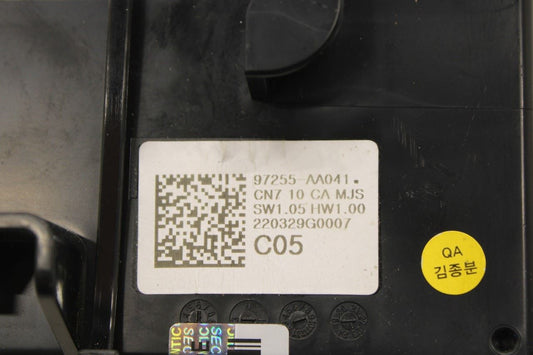 97255-AA041.
CN7 10 CA MJS
SW1.05 HW1.00
220329G0007
C05
QA
김종분